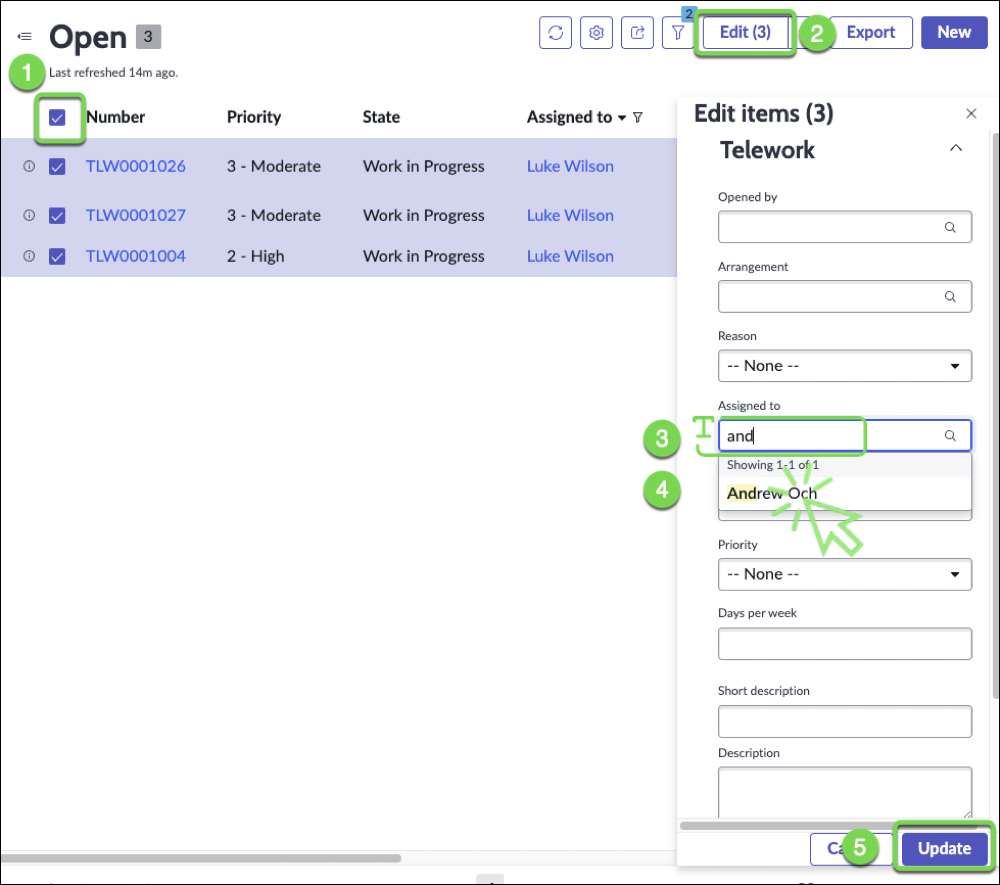 Open 3
2
Edit (3)
2
Export
New
1
Last refreshed 14m ago.
Number Priority State Assigned to
TLW0001026 3 - Moderate Work in Progress Luke Wilson
TLW0001027 3 - Moderate Work in Progress Luke Wilson
TLW0001004 2 - High Work in Progress Luke Wilson
Edit items (3)
Telework
Opened by
Arrangement
Reason
-- None --
Assigned to
3
and
Showing 1-1 of 1
4
Andrew Och
Priority
-- None --
Days per week
Short description
Description
5
Update